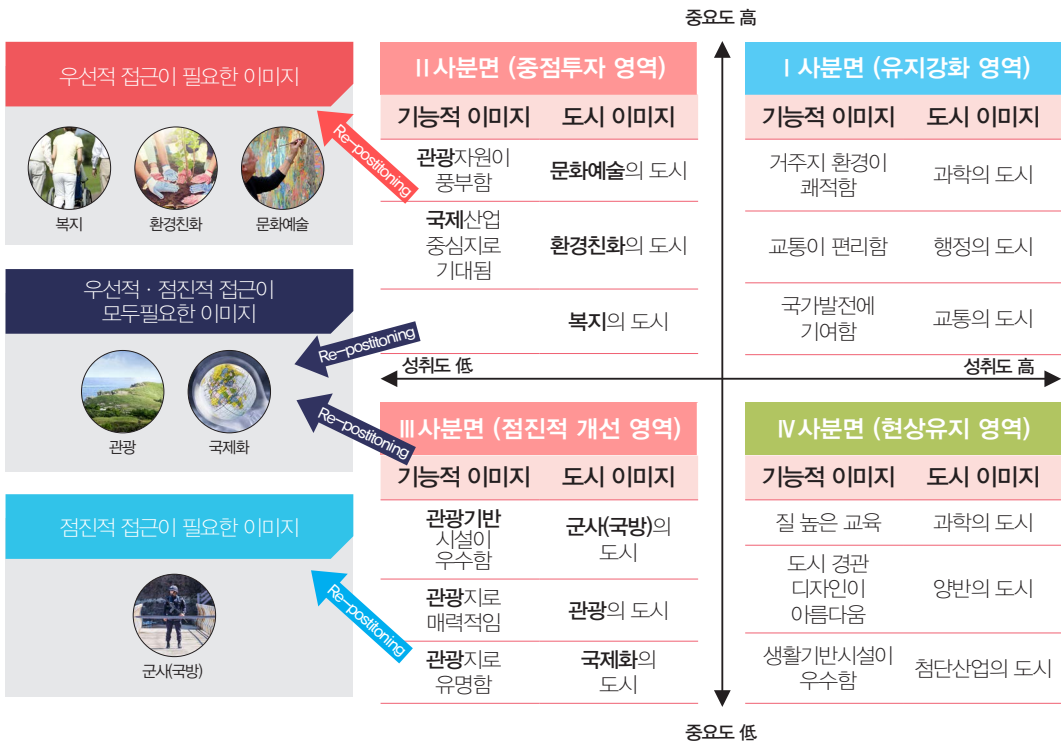 중요도 高
우선적 접근이 필요한 이미지
복지
환경친화
문화예술
Re-postitoning
우선적 · 점진적 접근이
모두필요한 이미지
관광
국제화
Re-postitoning
Re-postitoning
점진적 접근이 필요한 이미지
군사(국방)
Re-postitoning
II사분면 (중점투자 영역)
기능적 이미지
도시 이미지
관광자원이
풍부함
문화예술의 도시
국제산업
중심지로
기대됨
환경친화의 도시
복지의 도시
I 사분면 (유지강화 영역)
기능적 이미지
도시 이미지
거주지 환경이
쾌적함
과학의 도시
교통이 편리함
행정의 도시
국가발전에
기여함
교통의 도시
성취도 低
성취도 高
III사분면 (점진적 개선 영역)
기능적 이미지
도시 이미지
관광기반
시설이
우수함
군사(국방)의
도시
관광지로
매력적임
관광의 도시
관광지로
유명함
국제화의
도시
IV사분면 (현상유지 영역)
기능적 이미지
도시 이미지
질 높은 교육
과학의 도시
도시 경관
디자인이
아름다움
양반의 도시
생활기반시설이
우수함
첨단산업의 도시
중요도 低